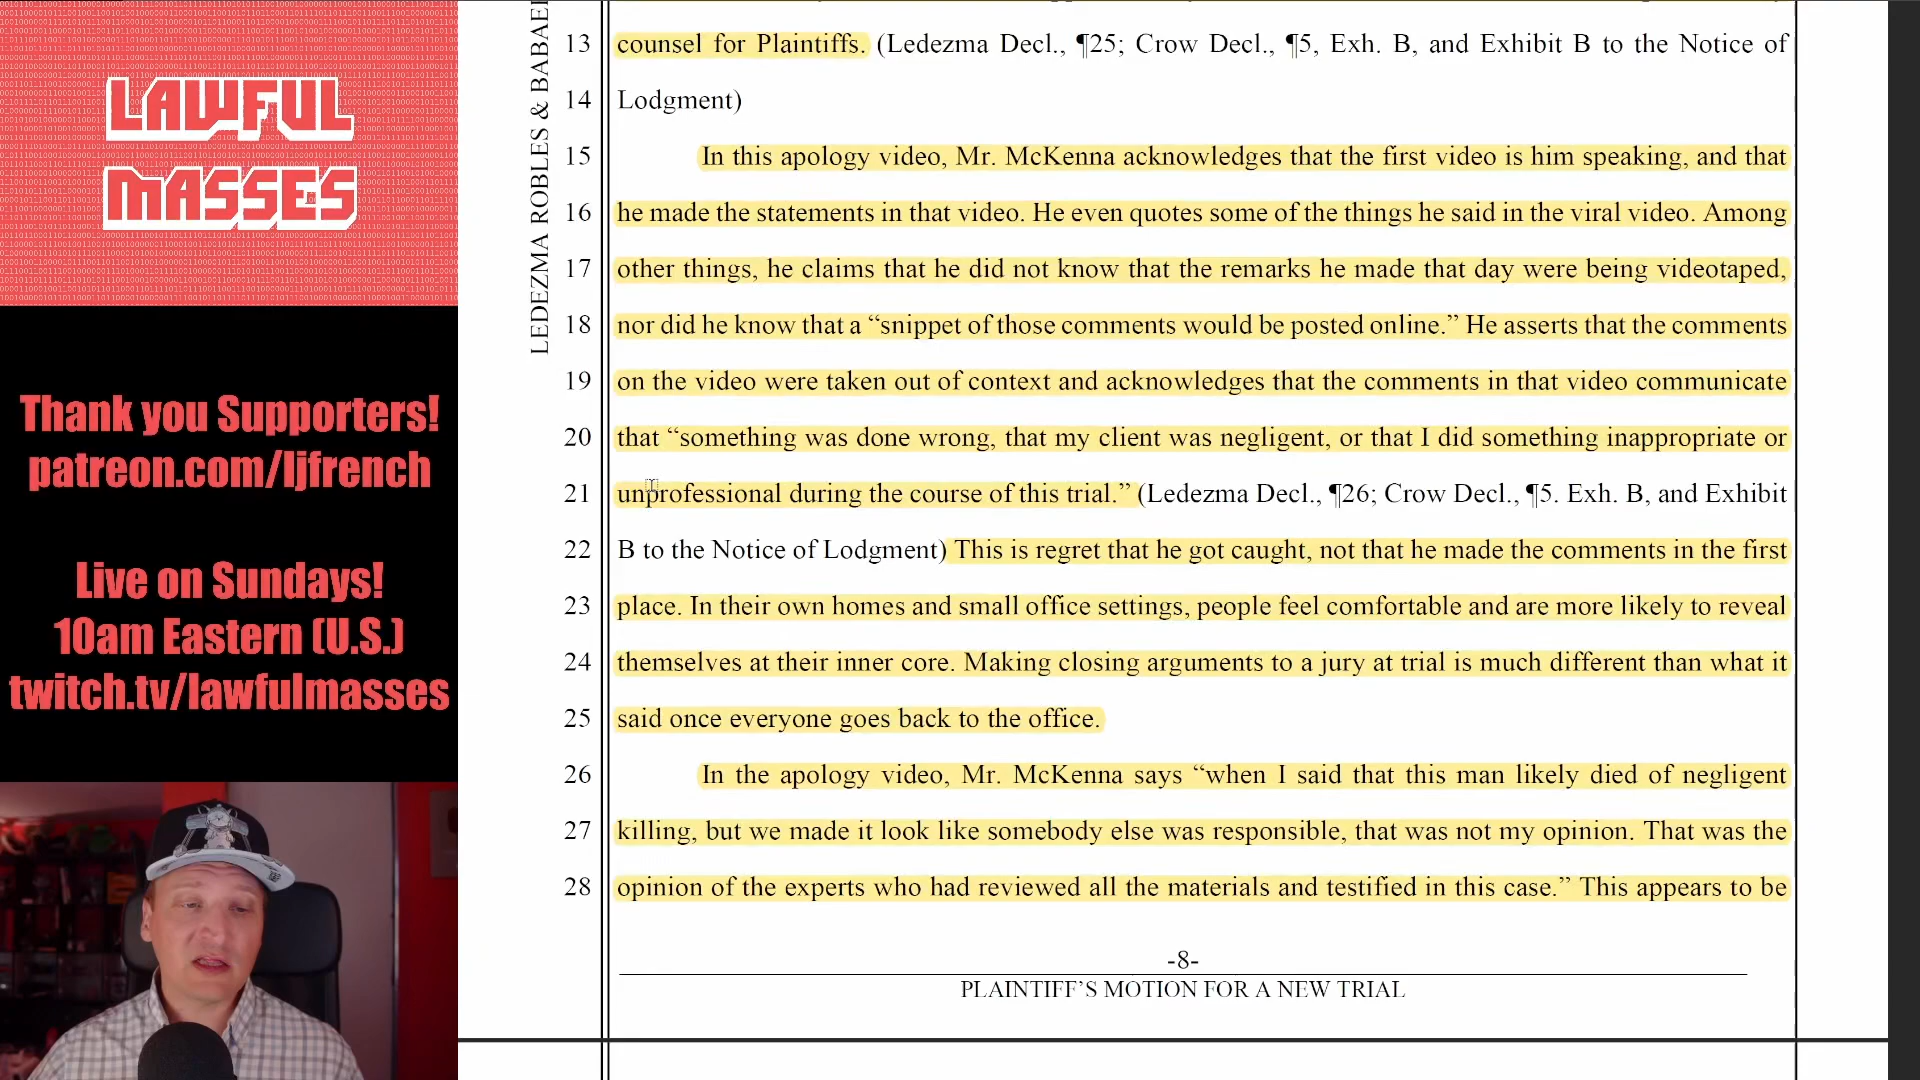 LAWFUL
MASSES
Thank you Supporters!
patreon.com/ljfrench
Live on Sundays!
10am Eastern (U.S.)
twitch.tv/lawfulmasses
LEDEZMA ROBLES & BABAE
13 counsel for Plaintiffs. (Ledezma Decl., ¶25; Crow Decl., ¶5, Exh. B, and Exhibit B to the Notice of
14 Lodgment)
15 In this apology video, Mr. McKenna acknowledges that the first video is him speaking, and that
16 he made the statements in that video. He even quotes some of the things he said in the viral video. Among
17 other things, he claims that he did not know that the remarks he made that day were being videotaped,
18 nor did he know that a “snippet of those comments would be posted online.” He asserts that the comments
19 on the video were taken out of context and acknowledges that the comments in that video communicate
20 that “something was done wrong, that my client was negligent, or that I did something inappropriate or
21 unprofessional during the course of this trial.” (Ledezma Decl., ¶26; Crow Decl., ¶5. Exh. B, and Exhibit
22 B to the Notice of Lodgment) This is regret that he got caught, not that he made the comments in the first
23 place. In their own homes and small office settings, people feel comfortable and are more likely to reveal
24 themselves at their inner core. Making closing arguments to a jury at trial is much different than what it
25 said once everyone goes back to the office.
26 In the apology video, Mr. McKenna says “when I said that this man likely died of negligent
27 killing, but we made it look like somebody else was responsible, that was not my opinion. That was the
28 opinion of the experts who had reviewed all the materials and testified in this case.” This appears to be
-8-
PLAINTIFF’S MOTION FOR A NEW TRIAL